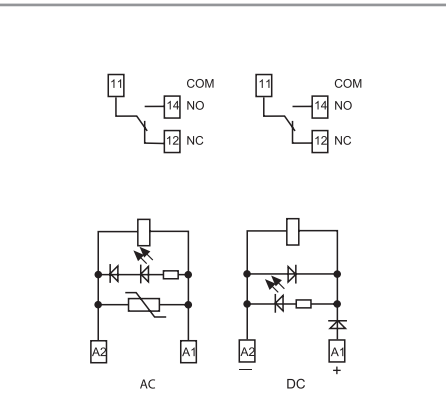 11 COM 11 COM
14 NO 14 NO
12 NC 12 NC
A2 A1 A2 A1
— +
AC DC